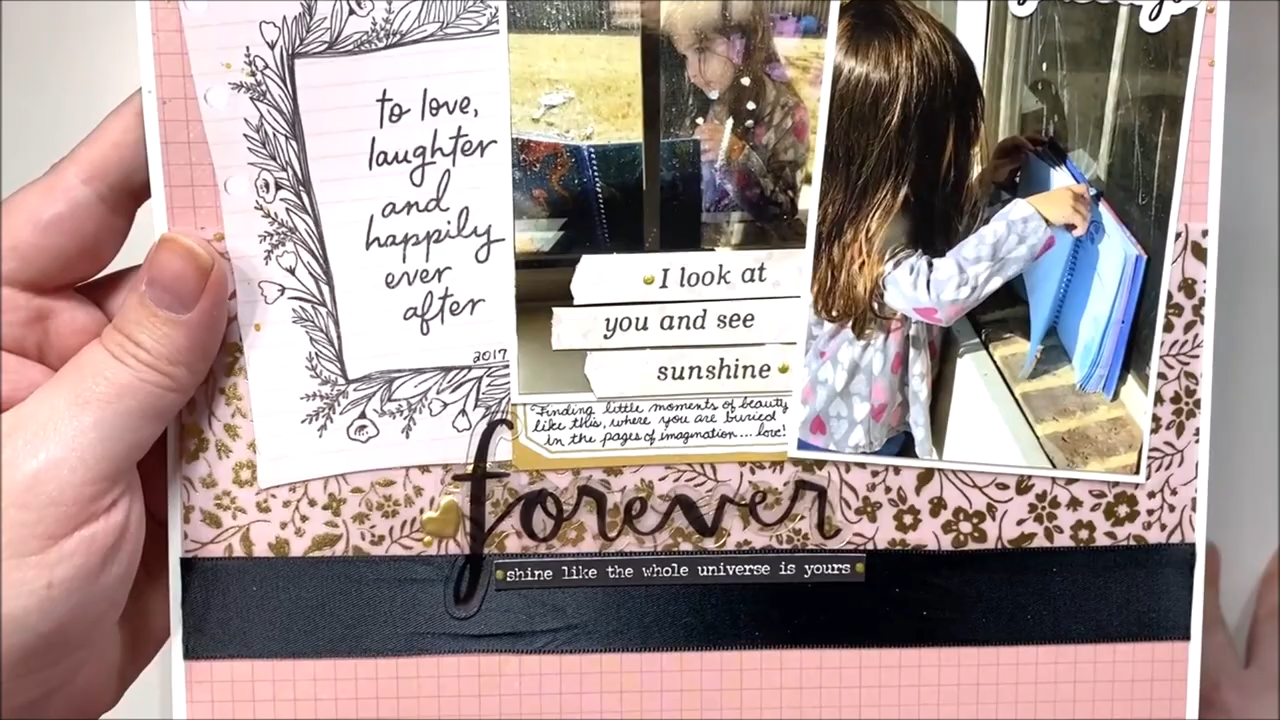 to love,
laughter
and
happily
ever
after
2017
I look at
you and see
sunshine
Finding little moments of beauty
like this, where you are buried
in the pages of imagination... love!
forever
shine like the whole universe is yours